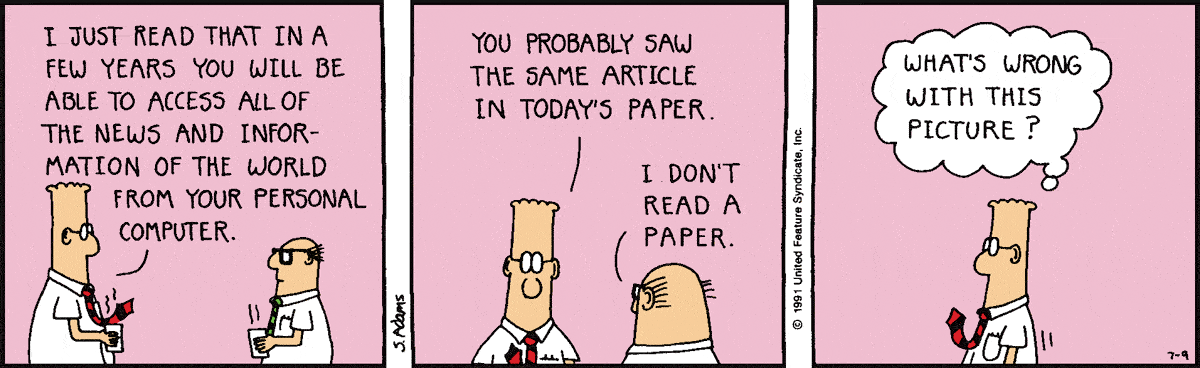 I JUST READ THAT IN A
FEW YEARS YOU WILL BE
ABLE TO ACCESS ALL OF
THE NEWS AND INFOR-
MATION OF THE WORLD
FROM YOUR PERSONAL
COMPUTER.
S. Adams
YOU PROBABLY SAW
THE SAME ARTICLE
IN TODAY'S PAPER.
I DON'T
READ A
PAPER.
© 1991 United Feature Syndicate, Inc.
WHAT'S WRONG
WITH THIS
PICTURE?
7-9